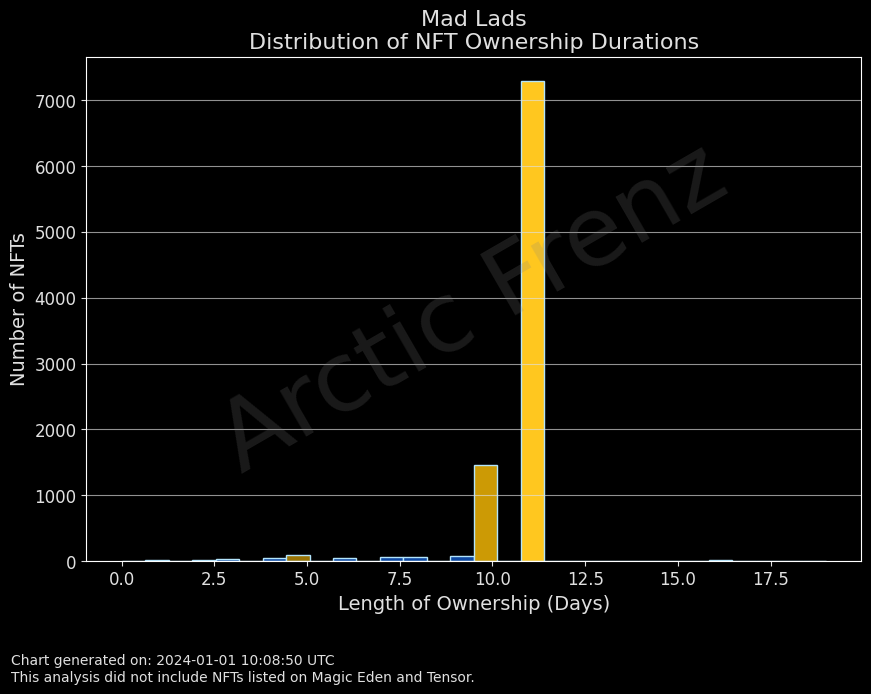 Mad Lads
Distribution of NFT Ownership Durations
Number of NFTs
7000
6000
5000
4000
3000
2000
1000
0
Arctic Frenz
0.0 2.5 5.0 7.5 10.0 12.5 15.0 17.5
Length of Ownership (Days)
Chart generated on: 2024-01-01 10:08:50 UTC
This analysis did not include NFTs listed on Magic Eden and Tensor.